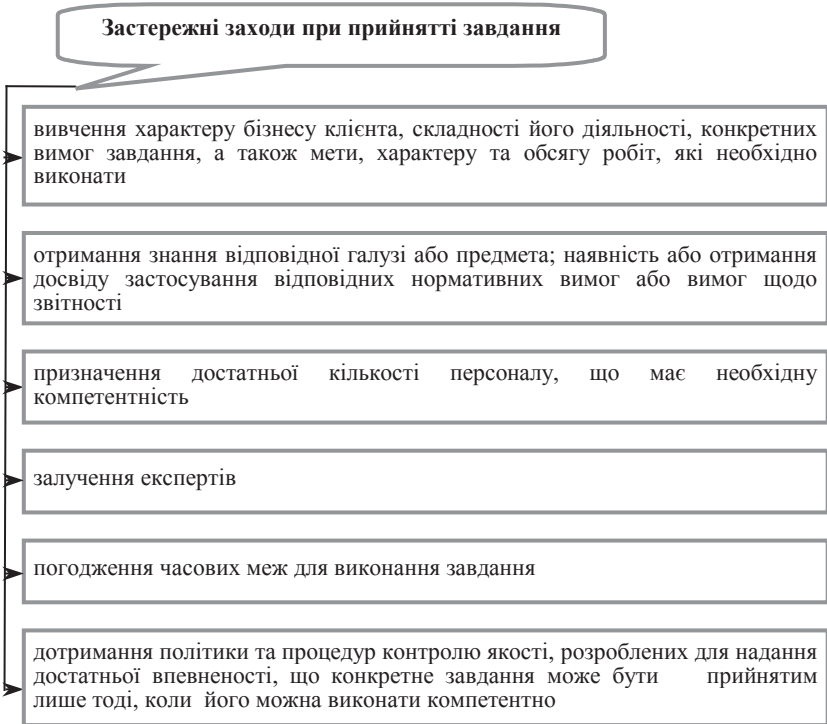 Застережні заходи при прийнятті завдання
вивчення характеру бізнесу клієнта, складності його діяльності, конкретних
вимог завдання, а також мети, характеру та обсягу робіт, які необхідно
виконати
отримання знання відповідної галузі або предмета; наявність або отримання
досвіду застосування відповідних нормативних вимог або вимог щодо
звітності
призначення достатньої кількості персоналу, що має необхідну
компетентність
залучення експертів
погодження часових меж для виконання завдання
дотримання політики та процедур контролю якості, розроблених для надання
достатньої впевненості, що конкретне завдання може бути прийнятим
лише тоді, коли його можна виконати компетентно